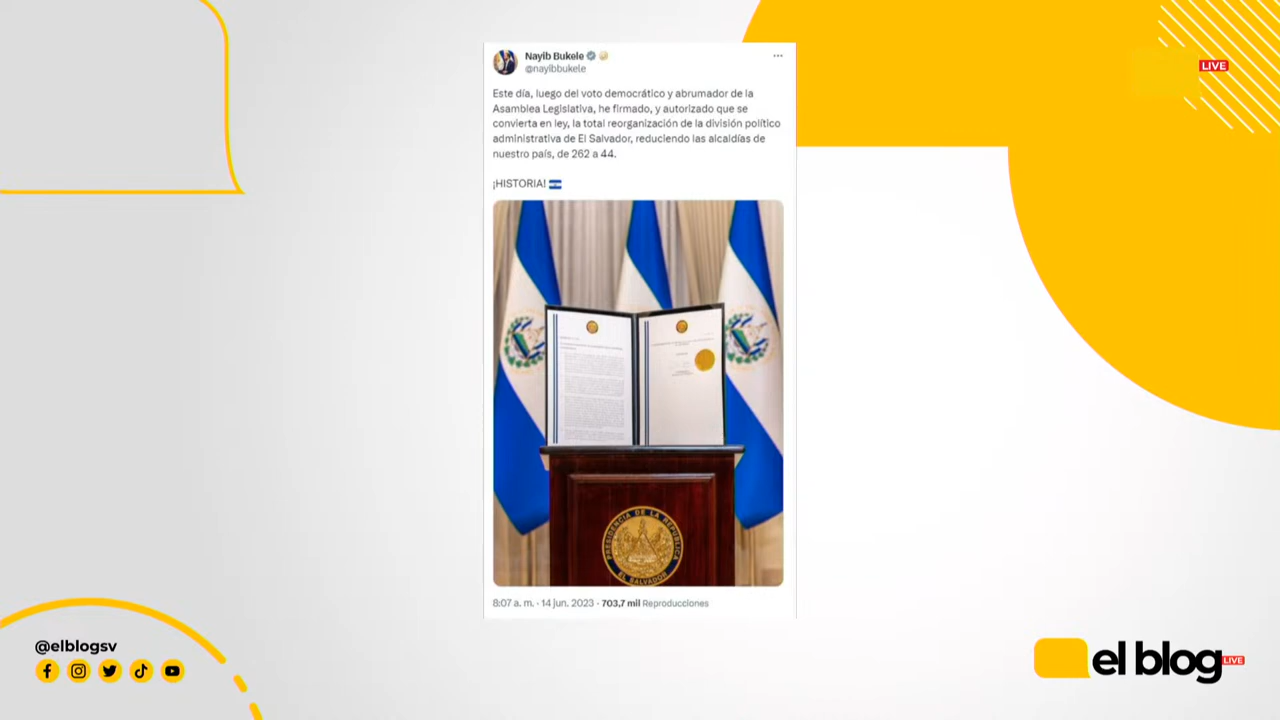 Nayib Bukele
@nayibbukele
Este día, luego del voto democrático y abrumador de la
Asamblea Legislativa, he firmado, y autorizado que se
convierta en ley, la total reorganización de la división político
administrativa de El Salvador, reduciendo las alcaldías de
nuestro país, de 262 a 44.
¡HISTORIA!
PRESIDENCIA DE LA REPUBLICA
EL SALVADOR
8:07 a. m. · 14 jun. 2023 · 703,7 mil Reproducciones
LIVE
@elblogsv
el blog LIVE